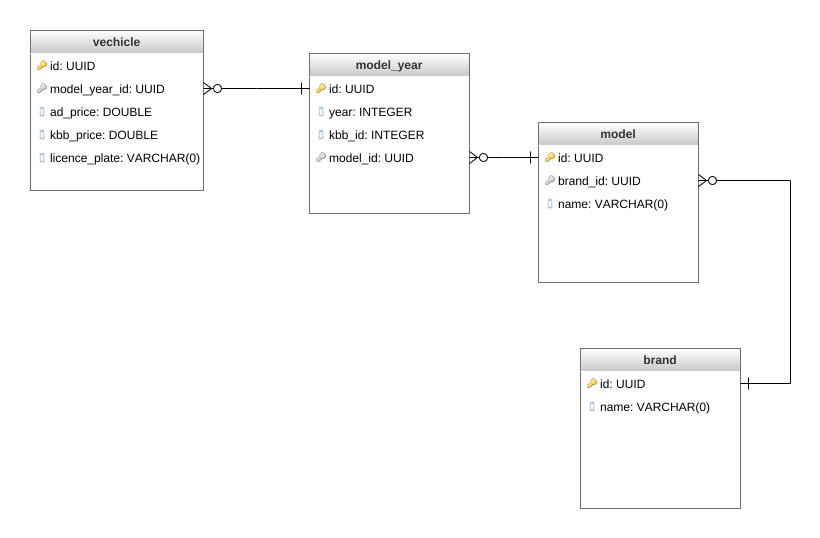 vechicle
id: UUID
model_year_id: UUID
ad_price: DOUBLE
kbb_price: DOUBLE
licence_plate: VARCHAR(0)
model_year
id: UUID
year: INTEGER
kbb_id: INTEGER
model_id: UUID
model
id: UUID
brand_id: UUID
name: VARCHAR(0)
brand
id: UUID
name: VARCHAR(0)